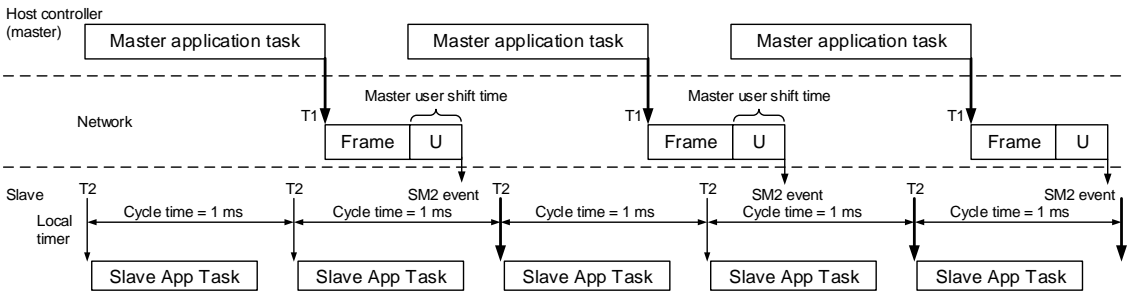 Host controller
(master)
Master application task
Master application task
Master application task
Master user shift time
Master user shift time
T1
T1
T1
Network
Frame
U
Frame
U
Frame
U
Slave
T2
T2
SM2 event
T2
T2
SM2 event
T2
SM2 event
Local
timer
Cycle time = 1 ms
Cycle time = 1 ms
Cycle time = 1 ms
Cycle time = 1 ms
Cycle time = 1 ms
Slave App Task
Slave App Task
Slave App Task
Slave App Task
Slave App Task